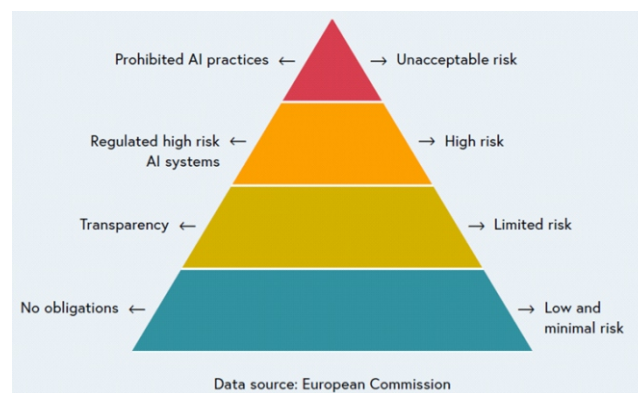 Prohibited AI practices ← → Unacceptable risk
Regulated high risk ← → High risk
AI systems
Transparency ← → Limited risk
No obligations ← → Low and
minimal risk
Data source: European Commission